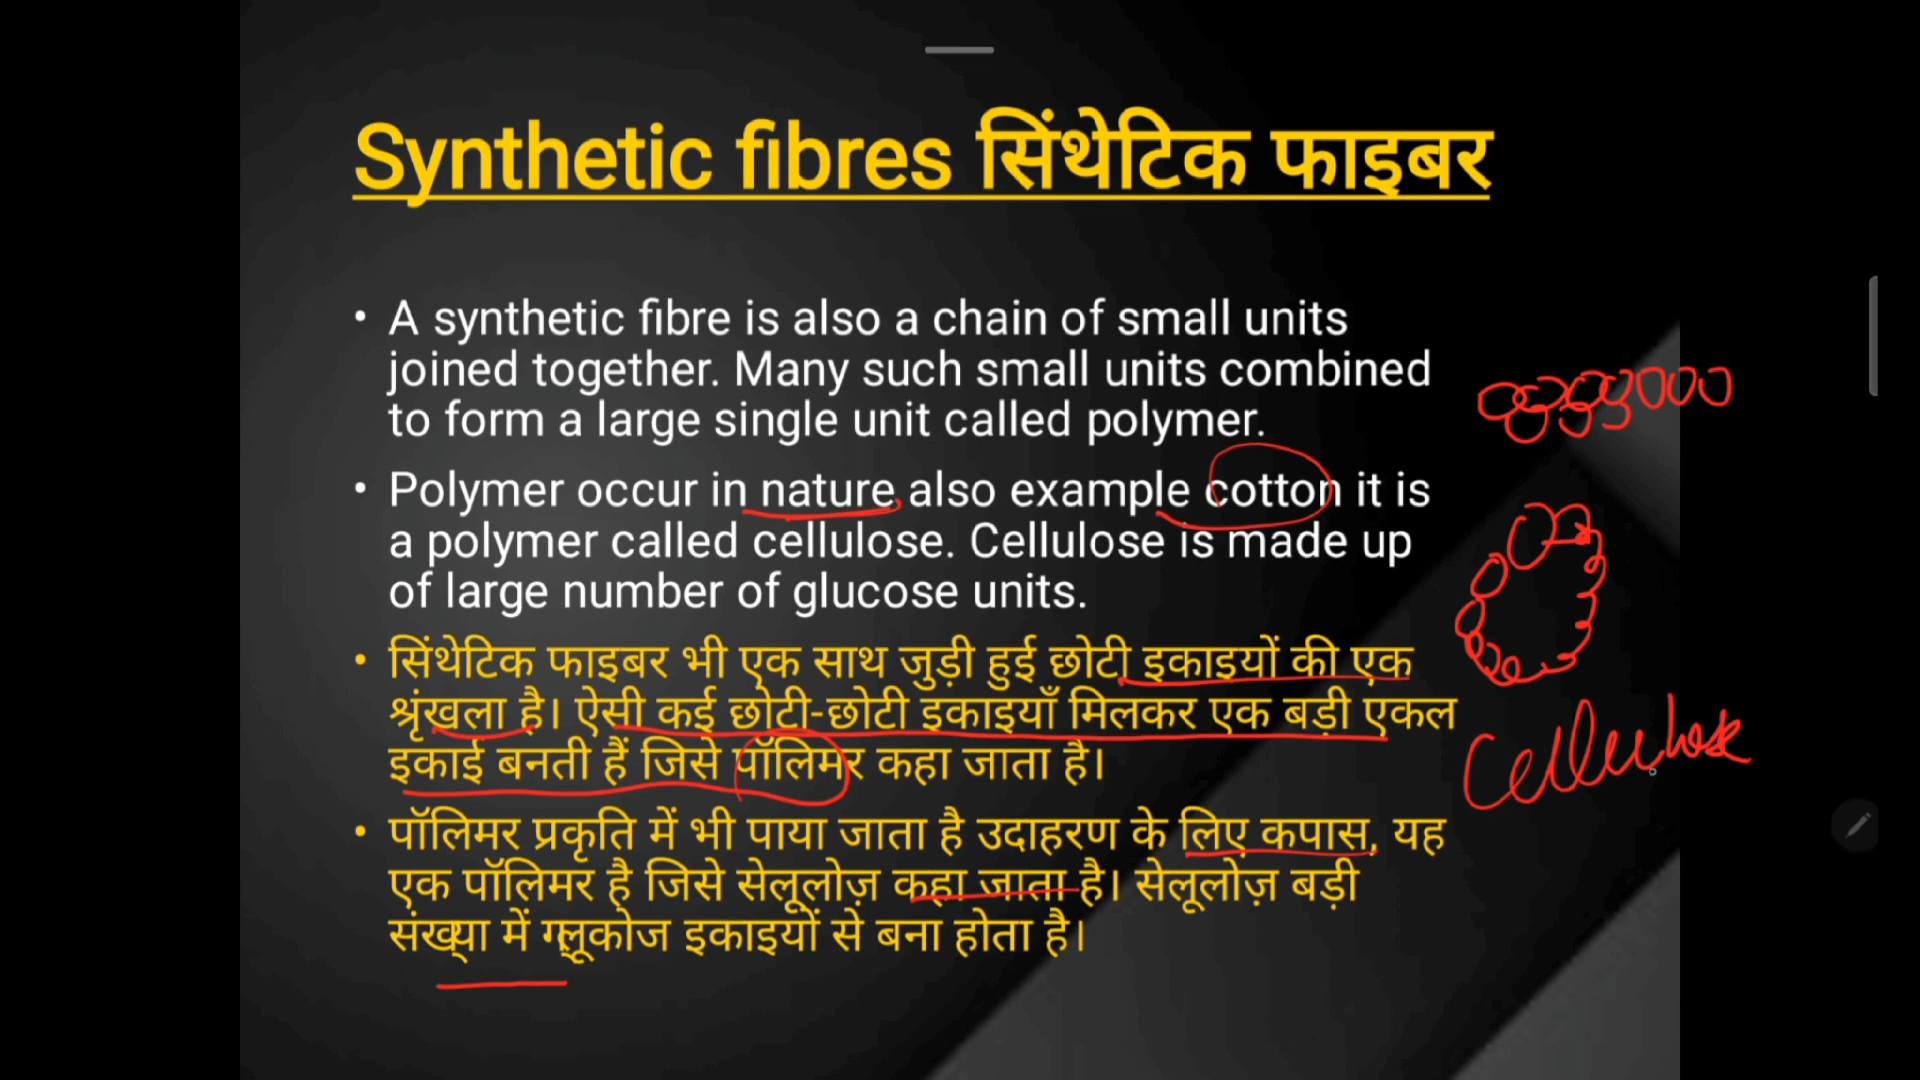 Synthetic fibres सिंथेटिक फाइबर
• A synthetic fibre is also a chain of small units
joined together. Many such small units combined
to form a large single unit called polymer.
• Polymer occur in nature also example cotton it is
a polymer called cellulose. Cellulose is made up
of large number of glucose units.
• सिंथेटिक फाइबर भी एक साथ जुड़ी हुई छोटी इकाइयों की एक
श्रृंखला है। ऐसी कई छोटी-छोटी इकाइयाँ मिलकर एक बड़ी एकल
इकाई बनती हैं जिसे पॉलिमर कहा जाता है।
Cellulose
• पॉलिमर प्रकृति में भी पाया जाता है उदाहरण के लिए कपास, यह
एक पॉलिमर है जिसे सेलूलोज़ कहा जाता है। सेलूलोज़ बड़ी
संख्या में ग्लूकोज इकाइयों से बना होता है।